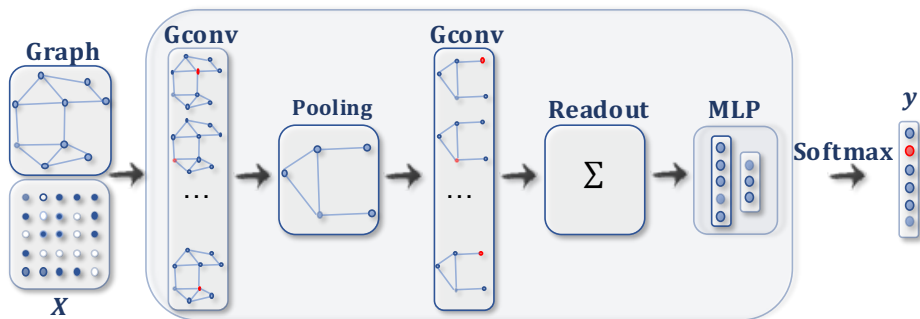 Graph
X
Gconv
...
Pooling
Gconv
...
Readout
Σ
MLP
Softmax
y